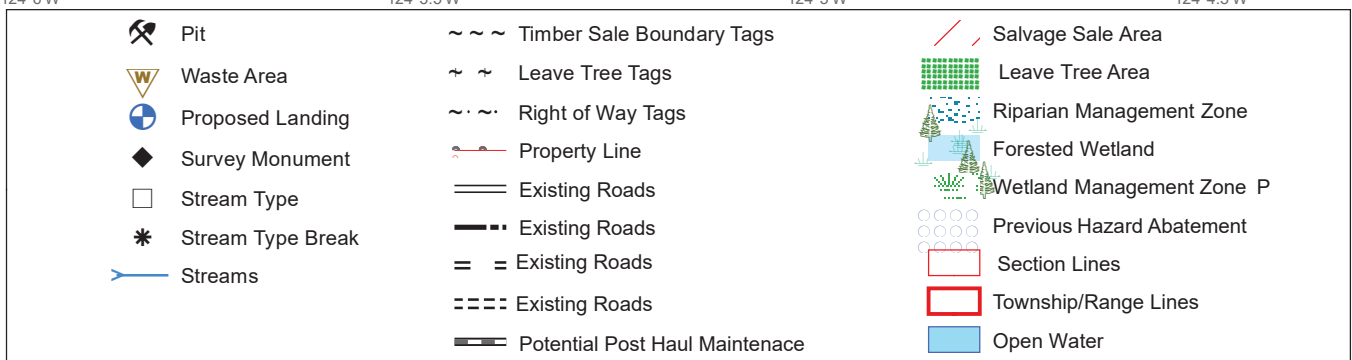 Pit
Waste Area
Proposed Landing
Survey Monument
Stream Type
Stream Type Break
Streams
Timber Sale Boundary Tags
Leave Tree Tags
Right of Way Tags
Property Line
Existing Roads
Existing Roads
Existing Roads
Existing Roads
Potential Post Haul Maintenace
Salvage Sale Area
Leave Tree Area
Riparian Management Zone
Forested Wetland
Wetland Management Zone P
Previous Hazard Abatement
Section Lines
Township/Range Lines
Open Water
W